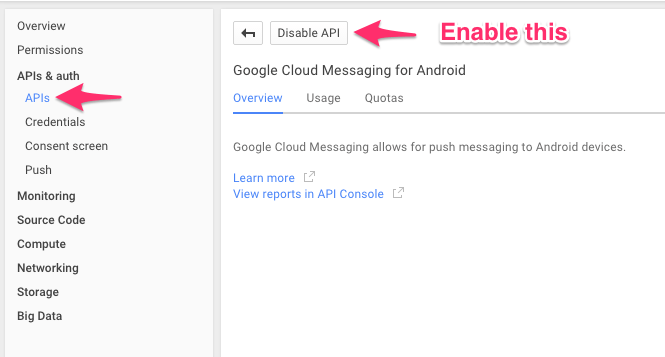 Overview
Permissions
APIs & auth
APIs
Credentials
Consent screen
Push
Monitoring
Source Code
Compute
Networking
Storage
Big Data
Disable API
Enable this
Google Cloud Messaging for Android
Overview Usage Quotas
Google Cloud Messaging allows for push messaging to Android devices.
Learn more
View reports in API Console